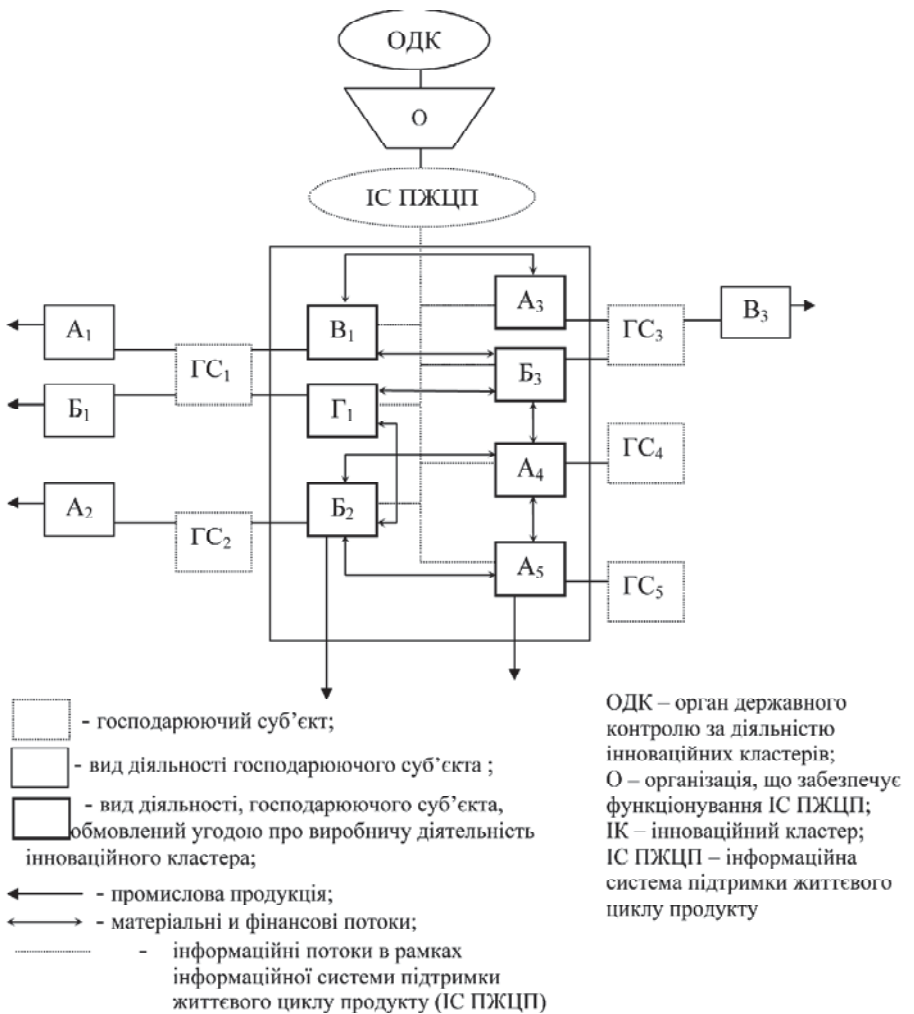 ОДК
О
ІС ПЖЦП
А₁
Б₁
А₂
ГС₁
ГС₂
В₁
Г₁
Б₂
А₃
Б₃
А₄
А₅
ГС₃
ГС₄
ГС₅
В₃
- господарюючий суб’єкт;
- вид діяльності господарюючого суб’єкта ;
- вид діяльності, господарюючого суб’єкта,
обмовлений угодою про виробничу діяльність
інноваційного кластера;
- промислова продукція;
- матеріальні и фінансові потоки;
- інформаційні потоки в рамках
інформаційної системи підтримки
життєвого циклу продукту (ІС ПЖЦП)
ОДК – орган державного
контролю за діяльністю
інноваційних кластерів;
О – організація, що забезпечує
функціонування ІС ПЖЦП;
ІК – інноваційний кластер;
ІС ПЖЦП – інформаційна
система підтримки життєвого
циклу продукту